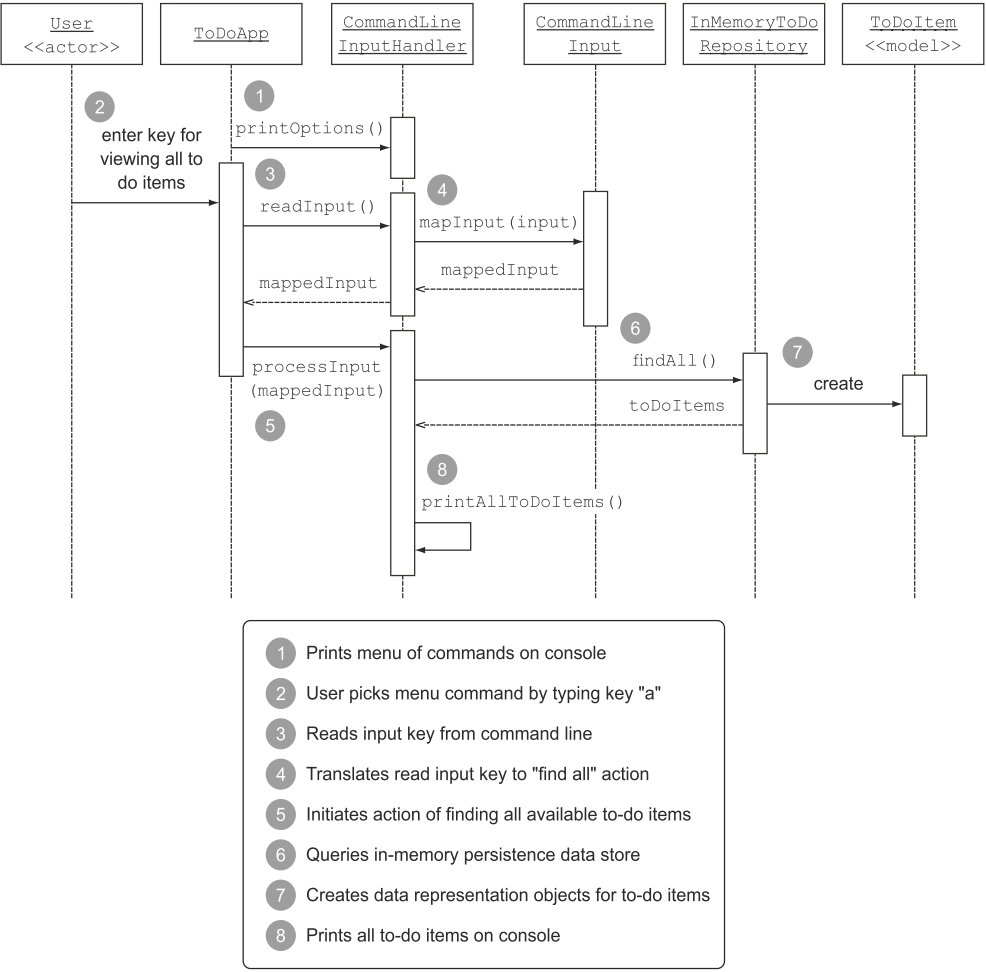 User
<<actor>>
ToDoApp
CommandLine
InputHandler
CommandLine
Input
InMemoryToDo
Repository
ToDoItem
<<model>>
2
enter key for
viewing all to
do items
1
printOptions()
3
readInput()
4
mapInput(input)
mappedInput
mappedInput
processInput
(mappedInput)
5
6
findAll()
7
create
toDoItems
8
printAllToDoItems()
1 Prints menu of commands on console
2 User picks menu command by typing key "a"
3 Reads input key from command line
4 Translates read input key to "find all" action
5 Initiates action of finding all available to-do items
6 Queries in-memory persistence data store
7 Creates data representation objects for to-do items
8 Prints all to-do items on console